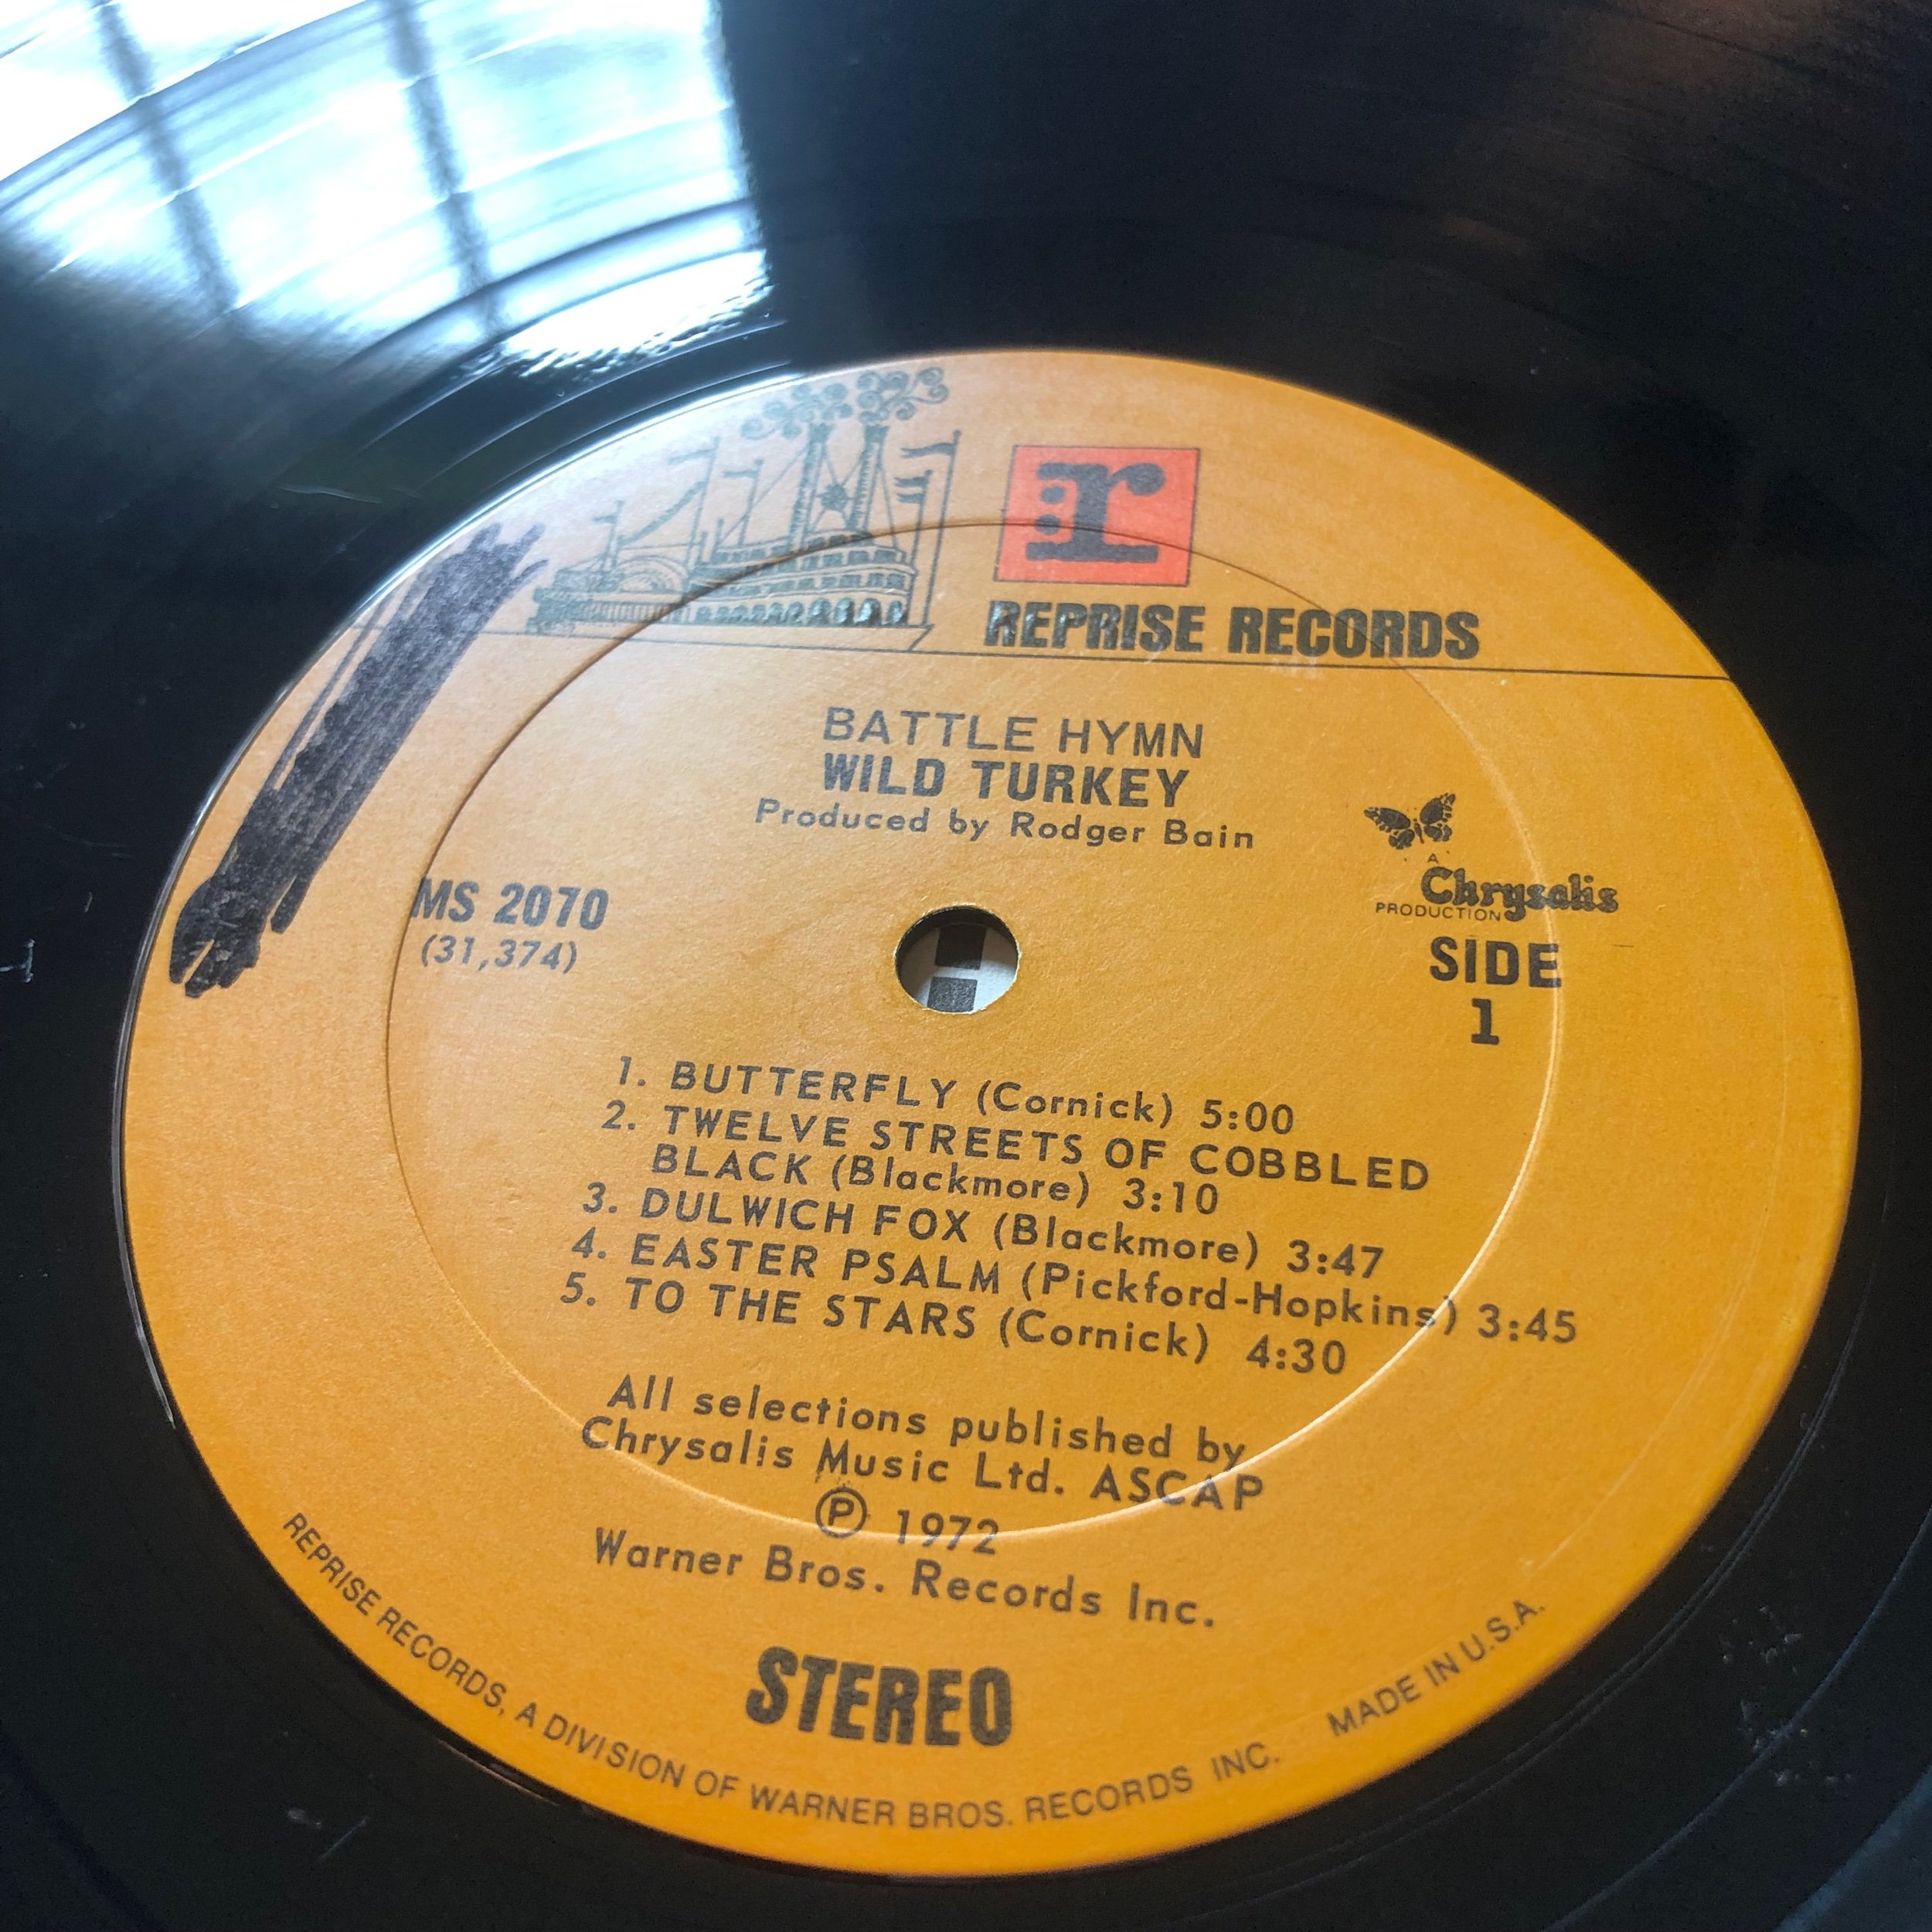 r:
REPRISE RECORDS
BATTLE HYMN
WILD TURKEY
Produced by Rodger Bain
A
Chrysalis
PRODUCTION
MS 2070
(31,374)
SIDE
1
1. BUTTERFLY (Cornick) 5:00
2. TWELVE STREETS OF COBBLED
BLACK (Blackmore) 3:10
3. DULWICH FOX (Blackmore) 3:47
4. EASTER PSALM (Pickford-Hopkins) 3:45
5. TO THE STARS (Cornick) 4:30
All selections published by
Chrysalis Music Ltd. ASCAP
Ⓟ 1972
Warner Bros. Records Inc.
STEREO
REPRISE RECORDS, A DIVISION OF WARNER BROS. RECORDS INC. MADE IN U.S.A.